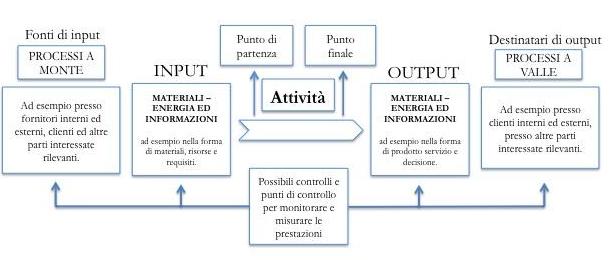 Fonti di input
PROCESSI A
MONTE
Ad esempio presso
fornitori interni ed
esterni, clienti ed altre
parti interessate
rilevanti.
INPUT
MATERIALI –
ENERGIA ED
INFORMAZIONI
ad esempio nella forma
di materiali, risorse e
requisiti.
Punto di
partenza
Punto
finale
Attività
OUTPUT
MATERIALI –
ENERGIA ED
INFORMAZIONI
ad esempio nella forma
di prodotto servizio e
decisione.
Destinatari di output
PROCESSI A
VALLE
Ad esempio presso
clienti interni ed esterni,
presso altre parti
interessate rilevanti.
Possibili controlli e
punti di controllo
per monitorare e
misurare le
prestazioni